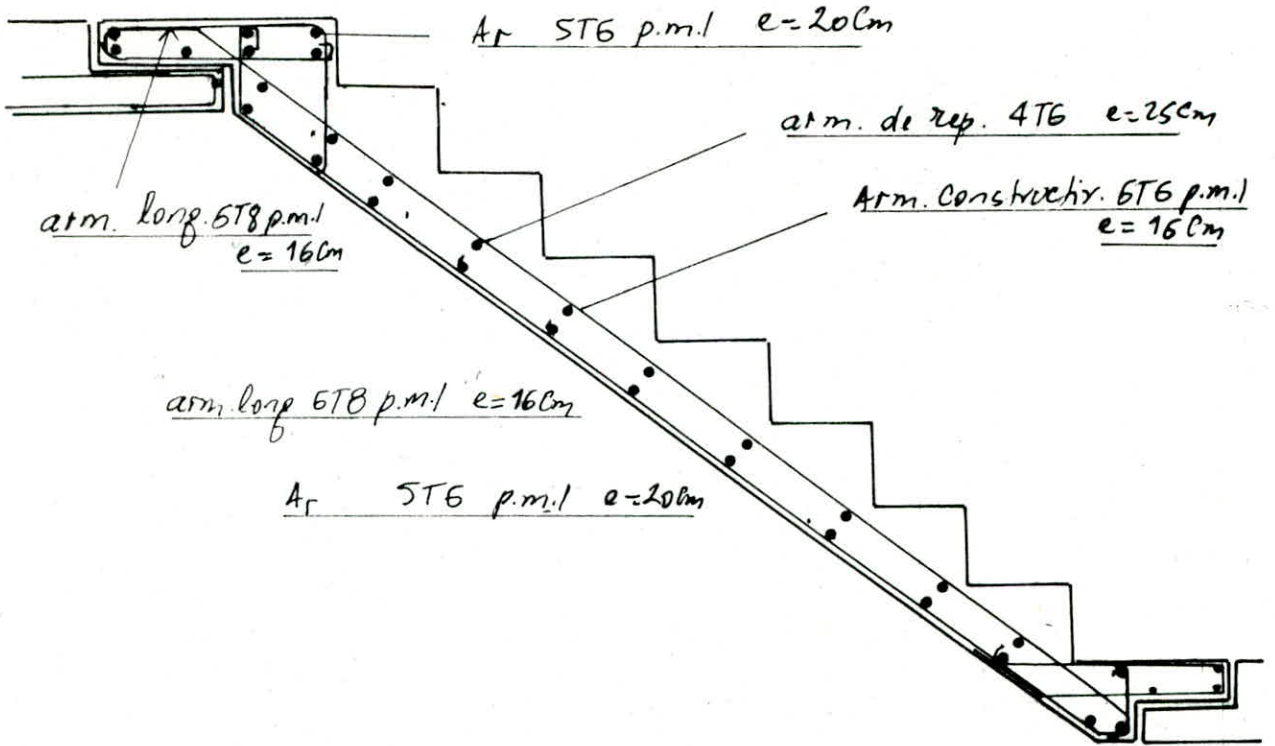 Ar 5T6 p.m.l e=20Cm
arm. de rep. 4T6 e=25Cm
Arm. Constructiv. 6T6 p.m.l
e=16Cm
arm. long. 6T8 p.m.l
e=16Cm
arm. long 6T8 p.m.l e=16Cm
Ar 5T6 p.m.l e=20Cm